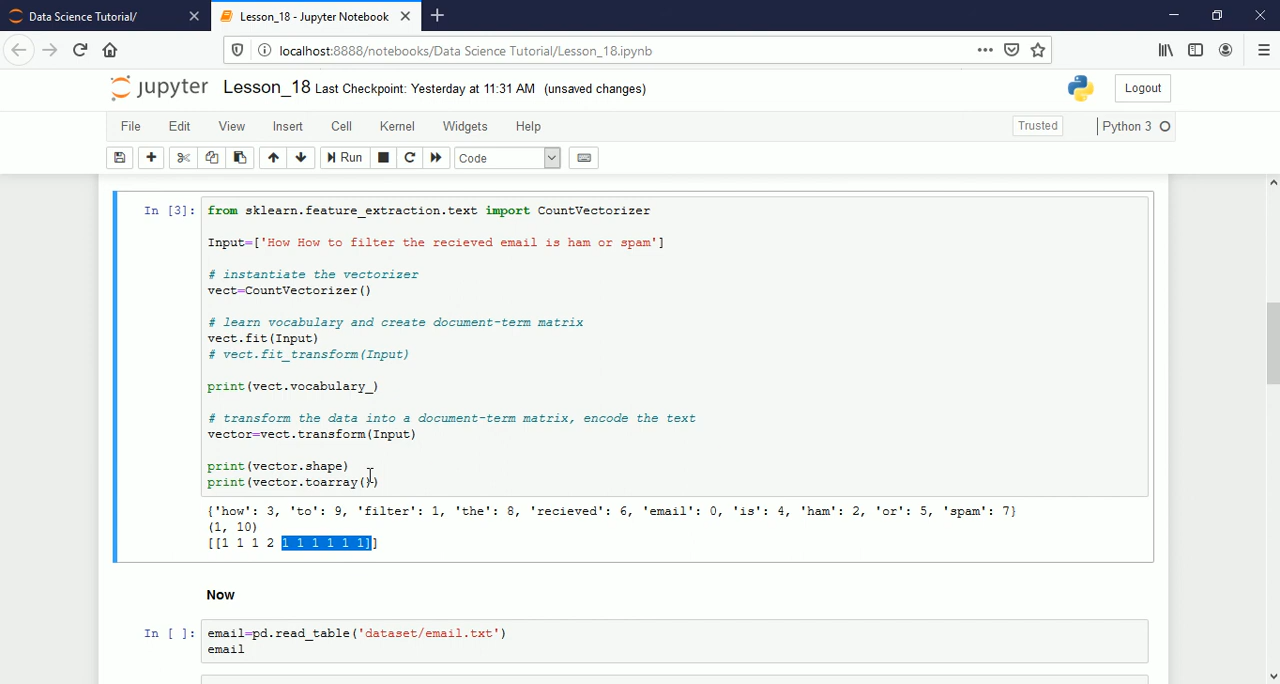 Data Science Tutorial/
Lesson_18 - Jupyter Notebook
localhost:8888/notebooks/Data Science Tutorial/Lesson_18.ipynb
jupyter Lesson_18 Last Checkpoint: Yesterday at 11:31 AM (unsaved changes)
Logout
File Edit View Insert Cell Kernel Widgets Help
Trusted
Python 3
Run
Code
In [3]: from sklearn.feature_extraction.text import CountVectorizer
Input=['How How to filter the recieved email is ham or spam']
# instantiate the vectorizer
vect=CountVectorizer()
# learn vocabulary and create document-term matrix
vect.fit(Input)
# vect.fit_transform(Input)
print(vect.vocabulary_)
# transform the data into a document-term matrix, encode the text
vector=vect.transform(Input)
print(vector.shape)
print(vector.toarray())
{'how': 3, 'to': 9, 'filter': 1, 'the': 8, 'recieved': 6, 'email': 0, 'is': 4, 'ham': 2, 'or': 5, 'spam': 7}
(1, 10)
[[1 1 1 2 1 1 1 1 1 1]]
Now
In [ ]: email=pd.read_table('dataset/email.txt')
email